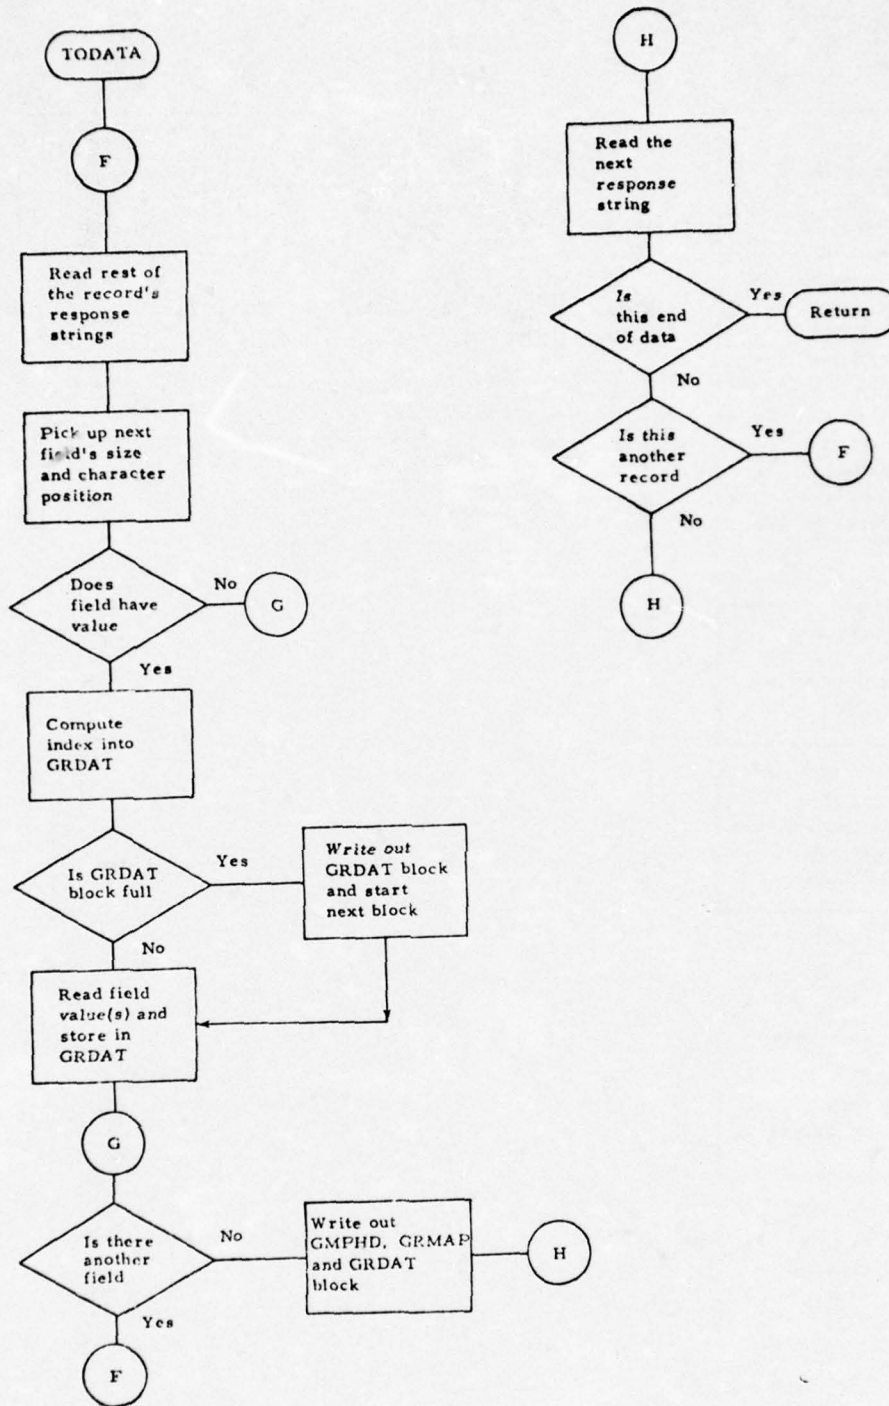 TODATA
F
Read rest of
the record's
response
strings
Pick up next
field's size
and character
position
Does
field have
value
No
G
Yes
Compute
index into
GRDAT
Is GRDAT
block full
Yes
Write out
GRDAT block
and start
next block
No
Read field
value(s) and
store in
GRDAT
G
Is there
another
field
No
Write out
GMPHD, GRMAP
and GRDAT
block
H
Yes
F
H
Read the
next
response
string
Is
this end
of data
Yes
Return
No
Is this
another
record
Yes
F
No
H